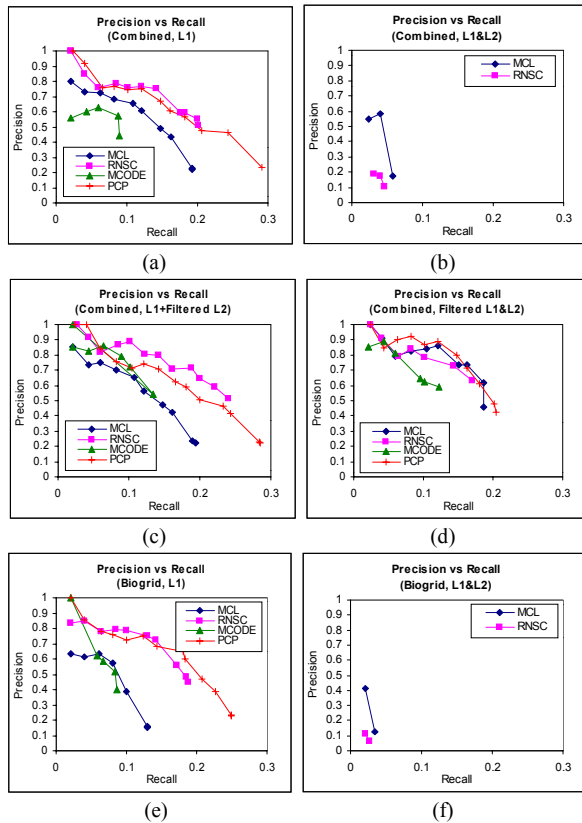 Precision vs Recall
(Combined, L1)
Precision
1
0.9
0.8
0.7
0.6
0.5
0.4
0.3
0.2
0.1
0
MCL
RNSC
MCODE
PCP
0
0.1
0.2
0.3
Recall
(a)
Precision vs Recall
(Combined, L1&L2)
Precision
1
0.9
0.8
0.7
0.6
0.5
0.4
0.3
0.2
0.1
0
MCL
RNSC
0
0.1
0.2
0.3
Recall
(b)
Precision vs Recall
(Combined, L1+Filtered L2)
Precision
1
0.9
0.8
0.7
0.6
0.5
0.4
0.3
0.2
0.1
0
MCL
RNSC
MCODE
PCP
0
0.1
0.2
0.3
Recall
(c)
Precision vs Recall
(Combined, Filtered L1&L2)
Precision
1
0.9
0.8
0.7
0.6
0.5
0.4
0.3
0.2
0.1
0
MCL
RNSC
MCODE
PCP
0
0.1
0.2
0.3
Recall
(d)
Precision vs Recall
(Biogrid, L1)
Precision
1
0.9
0.8
0.7
0.6
0.5
0.4
0.3
0.2
0.1
0
MCL
RNSC
MCODE
PCP
0
0.1
0.2
0.3
Recall
(e)
Precision vs Recall
(Biogrid, L1&L2)
Precision
1
0.9
0.8
0.7
0.6
0.5
0.4
0.3
0.2
0.1
0
MCL
RNSC
0
0.1
0.2
0.3
Recall
(f)